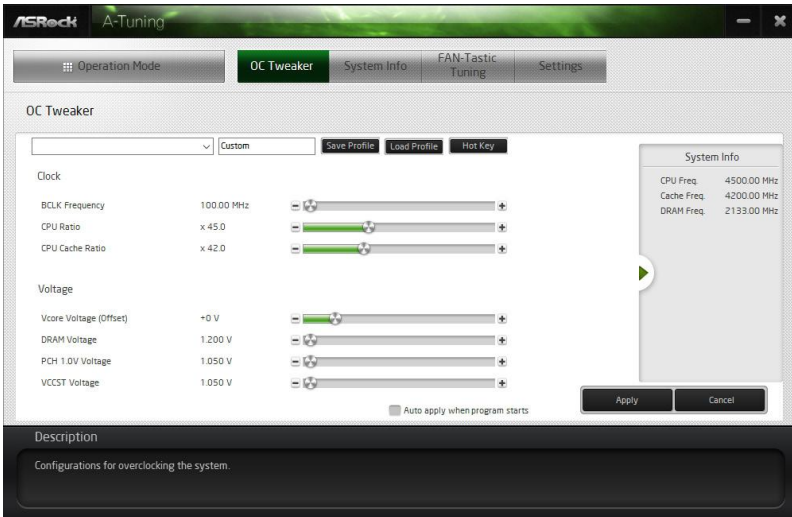 ASRock A-Tuning
Operation Mode
OC Tweaker
System Info
FAN-Tastic
Tuning
Settings
OC Tweaker
Custom
Save Profile
Load Profile
Hot Key
Clock
BCLK Frequency 100.00 MHz
CPU Ratio x 45.0
CPU Cache Ratio x 42.0
Voltage
Vcore Voltage (Offset) +0 V
DRAM Voltage 1.200 V
PCH 1.0V Voltage 1.050 V
VCCST Voltage 1.050 V
Auto apply when program starts
System Info
CPU Freq. 4500.00 MHz
Cache Freq. 4200.00 MHz
DRAM Freq. 2133.00 MHz
Apply
Cancel
Description
Configurations for overclocking the system.